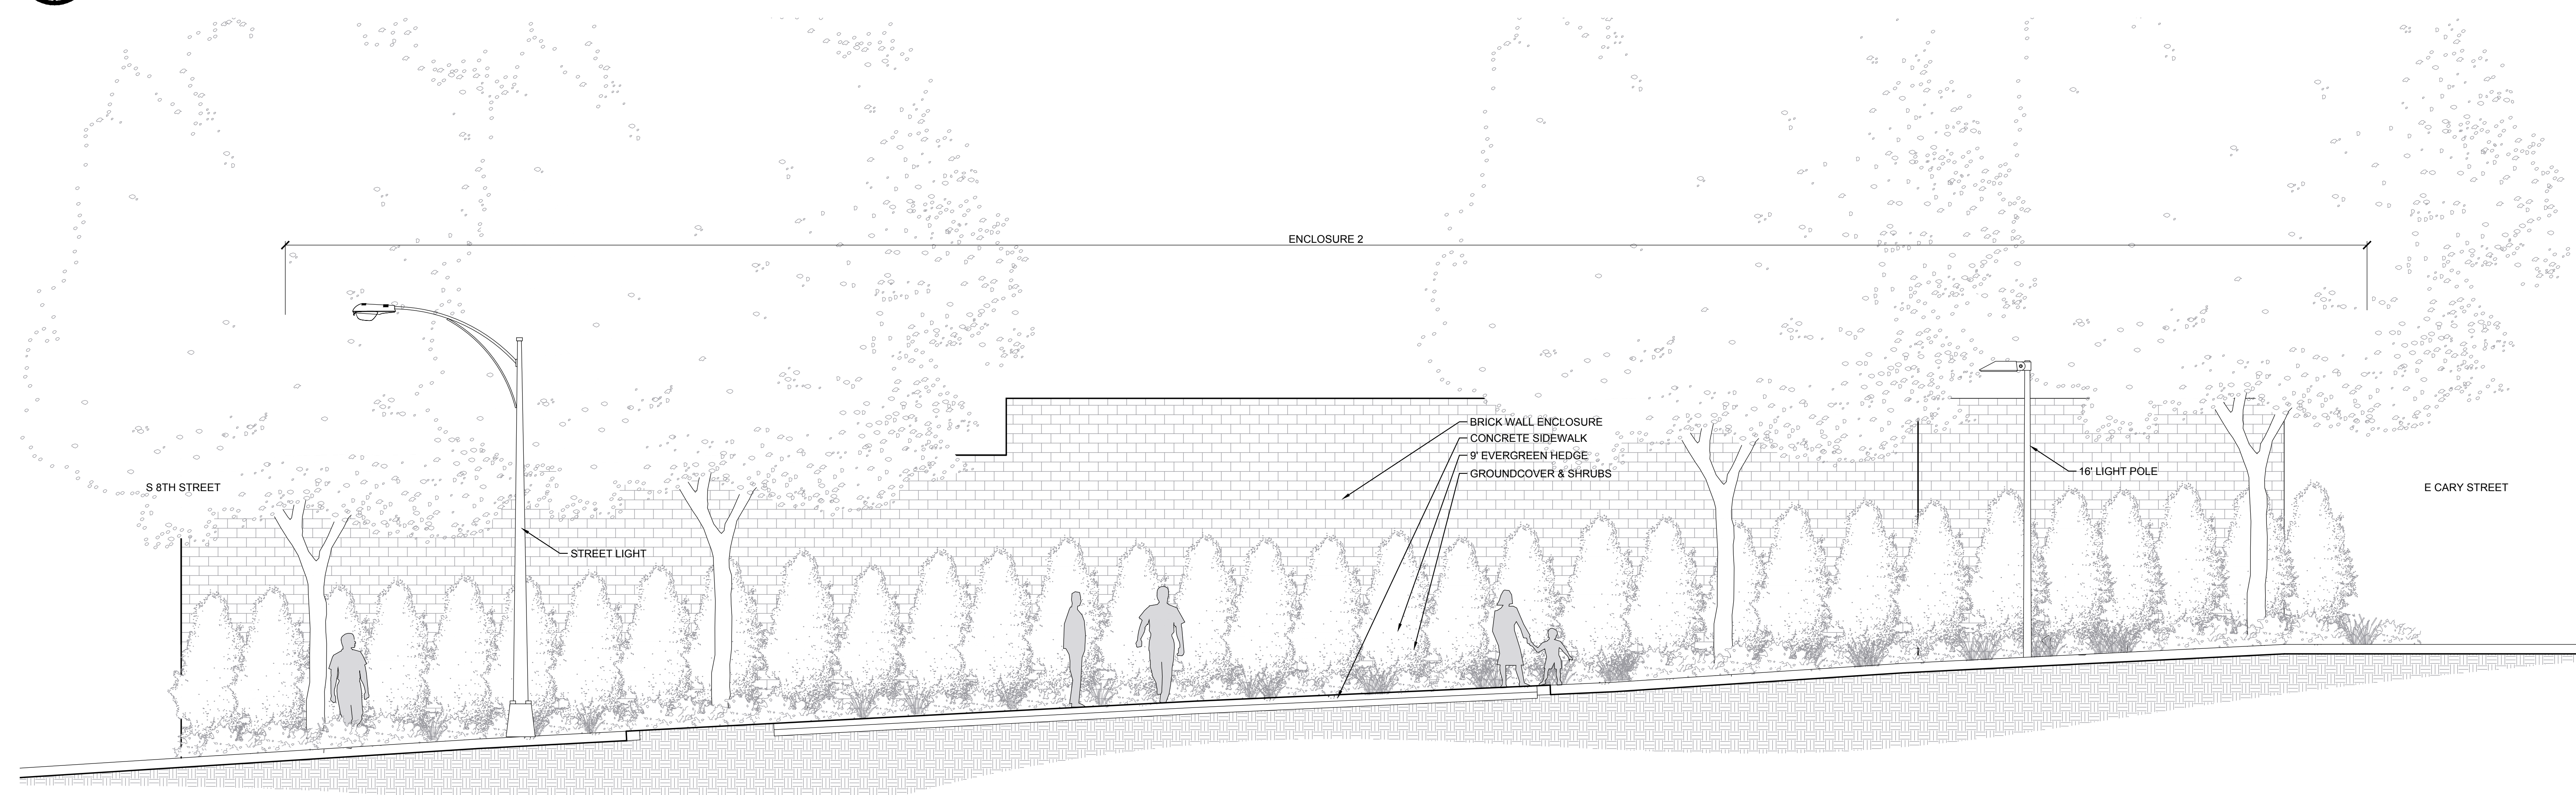 ENCLOSURE 2
BRICK WALL ENCLOSURE
CONCRETE SIDEWALK
9' EVERGREEN HEDGE
GROUNDCOVER & SHRUBS
16' LIGHT POLE
S 8TH STREET
E CARY STREET
STREET LIGHT